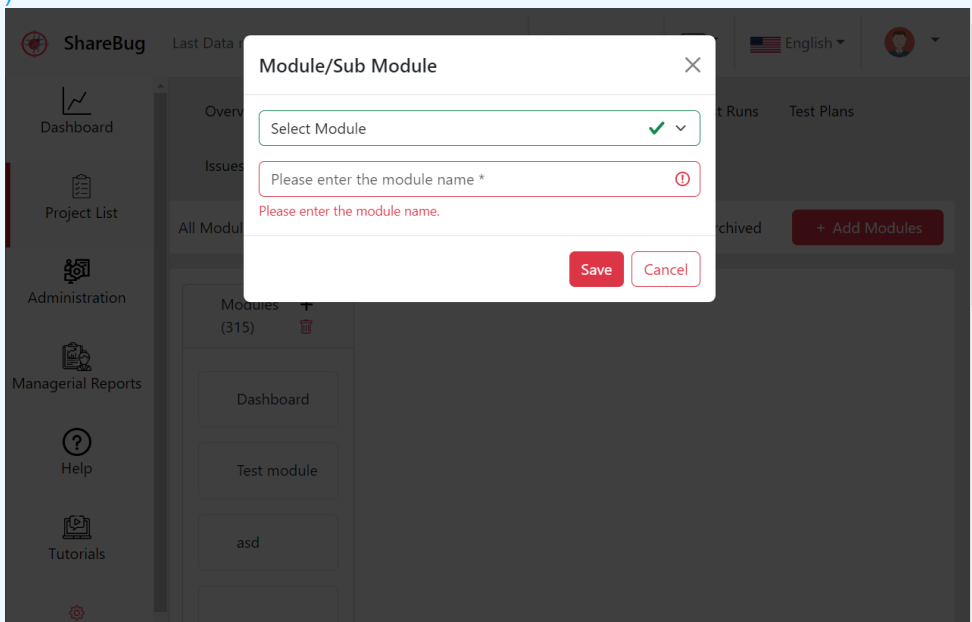 ShareBug
Last Data
English
Module/Sub Module
Select Module
Please enter the module name *
Please enter the module name.
Save
Cancel
Dashboard
Project List
Administration
Managerial Reports
Help
Tutorials
Overv
t Runs
Test Plans
Issues
All Modul
rchived
+ Add Modules
Modules +
(315)
Dashboard
Test module
asd